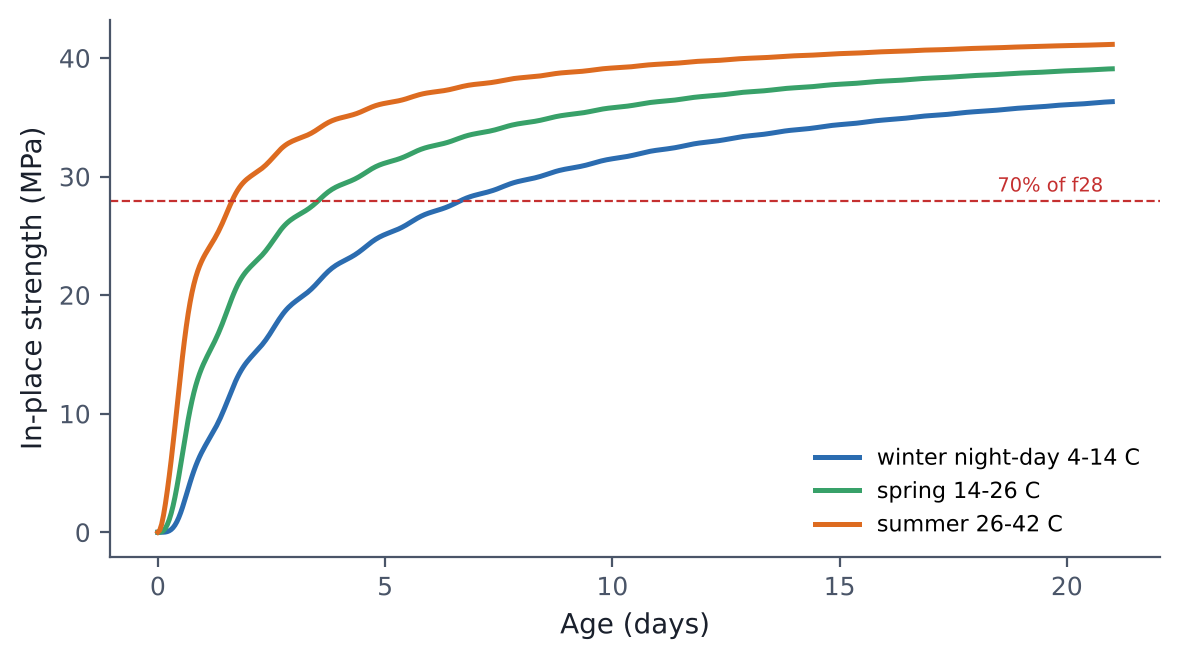 In-place strength (MPa)
40
30
20
10
0
70% of f28
winter night-day 4-14 C
spring 14-26 C
summer 26-42 C
0 5 10 15 20
Age (days)